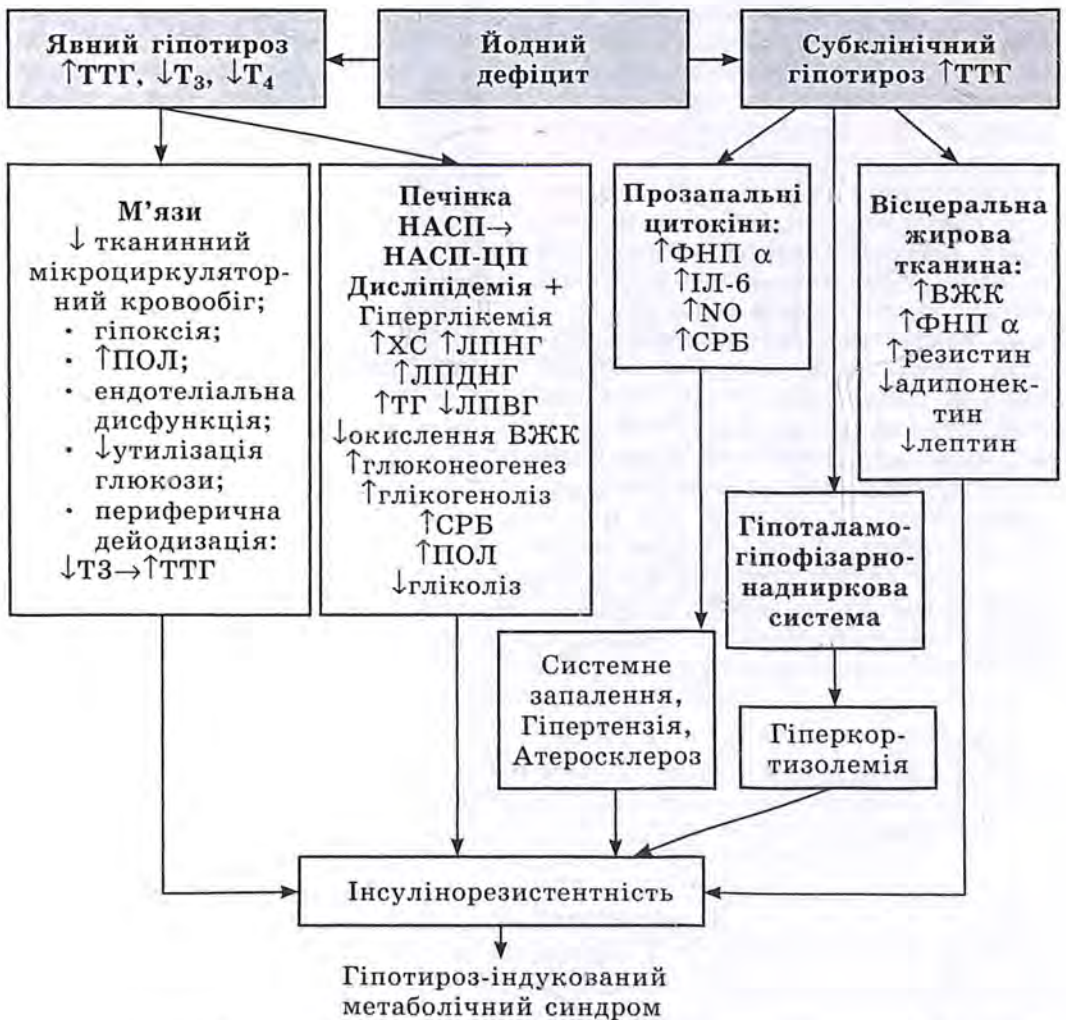 Явний гіпотироз
↑ТТГ, ↓Т₃, ↓Т₄
Йодний
дефіцит
Субклінічний
гіпотироз ↑ТТГ
М'язи
↓ тканинний
мікроциркулятор-
ний кровообіг;
· гіпоксія;
· ↑ПОЛ;
· ендотеліальна
дисфункція;
· ↓утилізація
глюкози;
· периферична
дейодизація:
↓ТЗ→↑ТТГ
Печінка
НАСП→
НАСП-ЦП
Дисліпідемія +
Гіперглікемія
↑ХС ↑ЛПНГ
↑ЛПДНГ
↑ТГ ↓ЛПВГ
↓окислення ВЖК
↑глюконеогенез
↑глікогеноліз
↑СРБ
↑ПОЛ
↓гліколіз
Прозапальні
цитокіни:
↑ФНП α
↑ІЛ-6
↑NO
↑СРБ
Вісцеральна
жирова
тканина:
↑ВЖК
↑ФНП α
↑резистин
↓адипонек-
тин
↓лептин
Гіпоталамо-
гіпофізарно-
надниркова
система
Системне
запалення,
Гіпертензія,
Атеросклероз
Гіперкор-
тизолемія
Інсулінорезистентність
Гіпотироз-індукований
метаболічний синдром